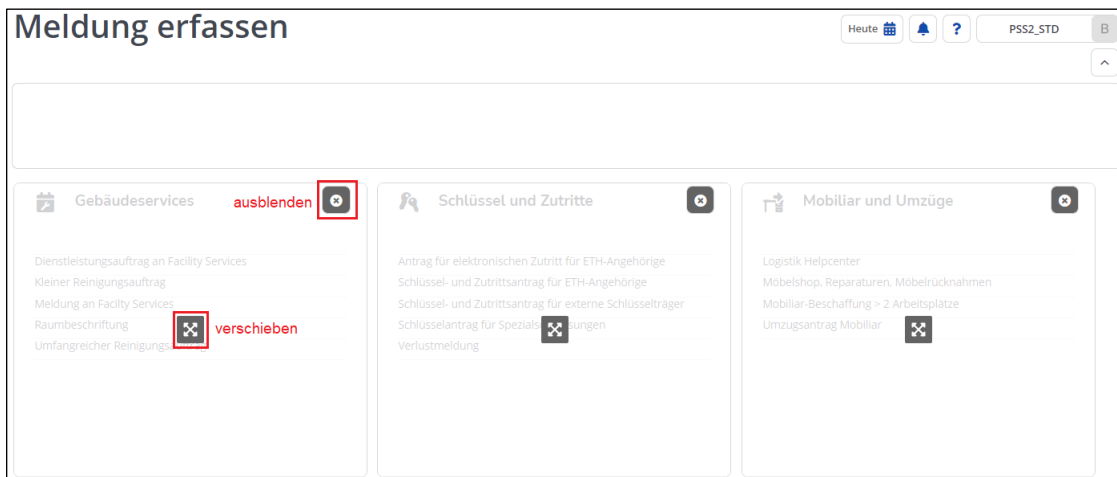 Meldung erfassen
Heute
?
PSS2_STD
B
Gebäudeservices
ausblenden
Dienstleistungsauftrag an Facility Services
Kleiner Reinigungsauftrag
Meldung an Facilty Services
Raumbeschriftung
verschieben
Umfangreicher
Schlüssel und Zutritte
Antrag für elektronischen Zutritt für ETH-Angehörige
Schlüssel- und Zutrittsantrag für ETH-Angehörige
Schlüssel- und Zutrittsantrag für externe Schlüsselträger
Schlüsselantrag für
Verlustmeldung
Mobiliar und Umzüge
Logistik Helpcenter
Möbelshop, Reparaturen, Möbelrücknahmen
Mobiliar-Beschaffung > 2 Arbeitsplätze
Umzugsantrag Mobiliar